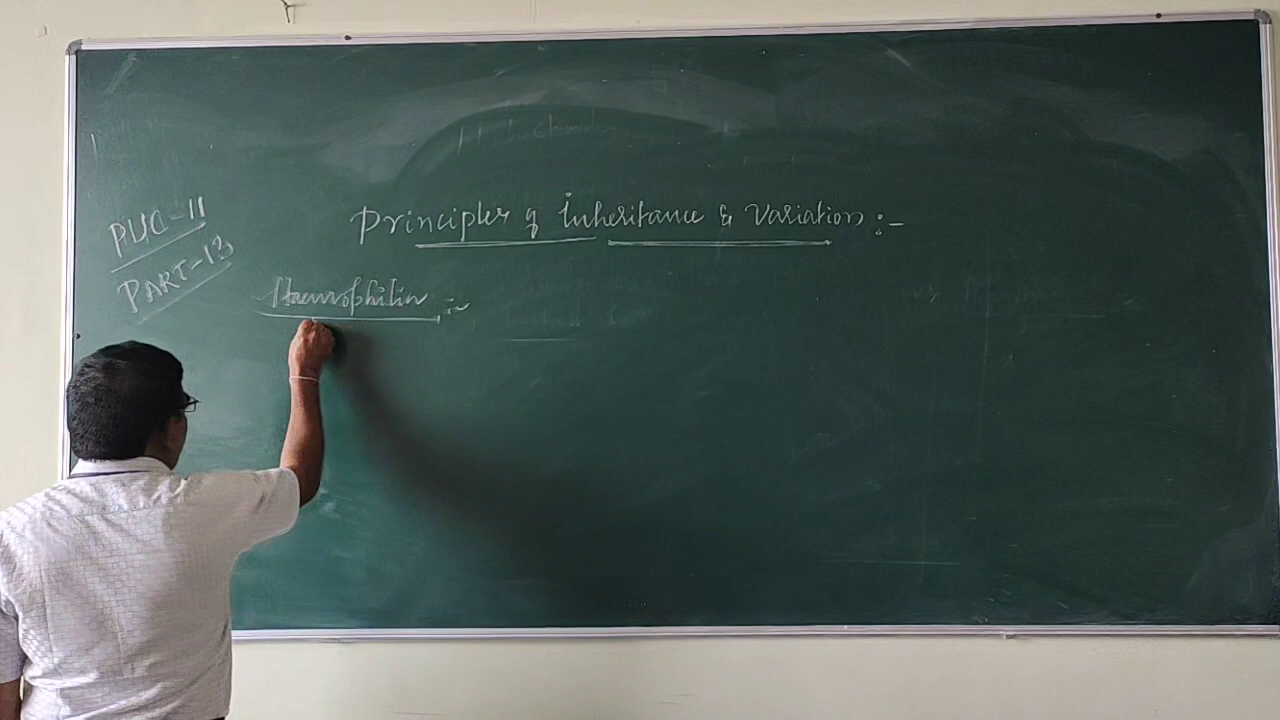 PUC-II
PART-13
Principles of Inheritance & Variation :-
Haemophilia :-